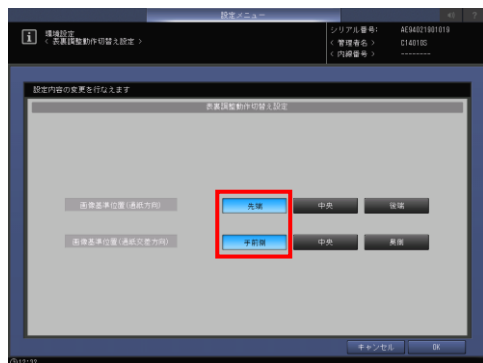 設定メニュー
環境設定
< 表裏調整動作切替え設定 >
シリアル番号: AE94021901019
< 管理者名 > C140105
< 内線番号 > --------
設定内容の変更を行なえます
表裏調整動作切替え設定
画像基準位置(通紙方向) 先端 中央 後端
画像基準位置(通紙交差方向) 手前側 中央 奥側
キャンセル OK